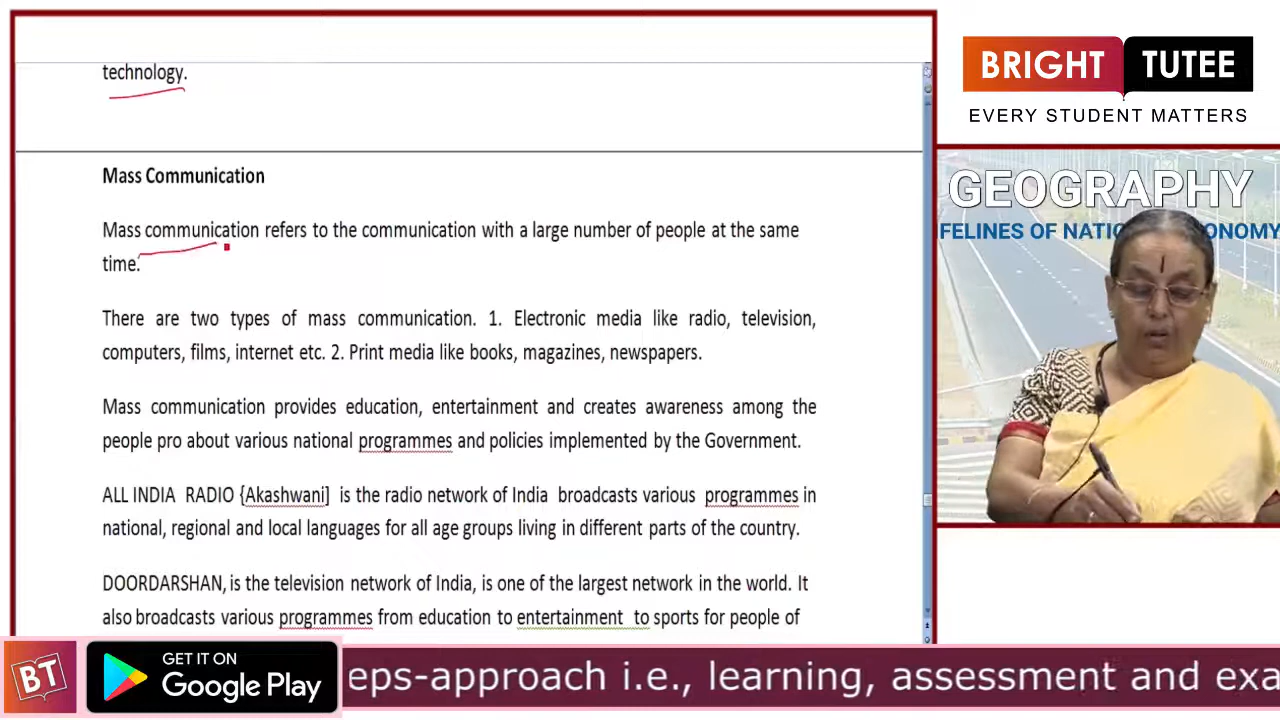 technology.
Mass Communication
Mass communication refers to the communication with a large number of people at the same
time.
There are two types of mass communication. 1. Electronic media like radio, television,
computers, films, internet etc. 2. Print media like books, magazines, newspapers.
Mass communication provides education, entertainment and creates awareness among the
people pro about various national programmes and policies implemented by the Government.
ALL INDIA RADIO {Akashwani] is the radio network of India broadcasts various programmes in
national, regional and local languages for all age groups living in different parts of the country.
DOORDARSHAN, is the television network of India, is one of the largest network in the world. It
also broadcasts various programmes from education to entertainment to sports for people of
BRIGHT TUTEE
EVERY STUDENT MATTERS
GEOGRAPHY
FELINES OF NATI ONOMY
BT
GET IT ON
Google Play
eps-approach i.e., learning, assessment and exa